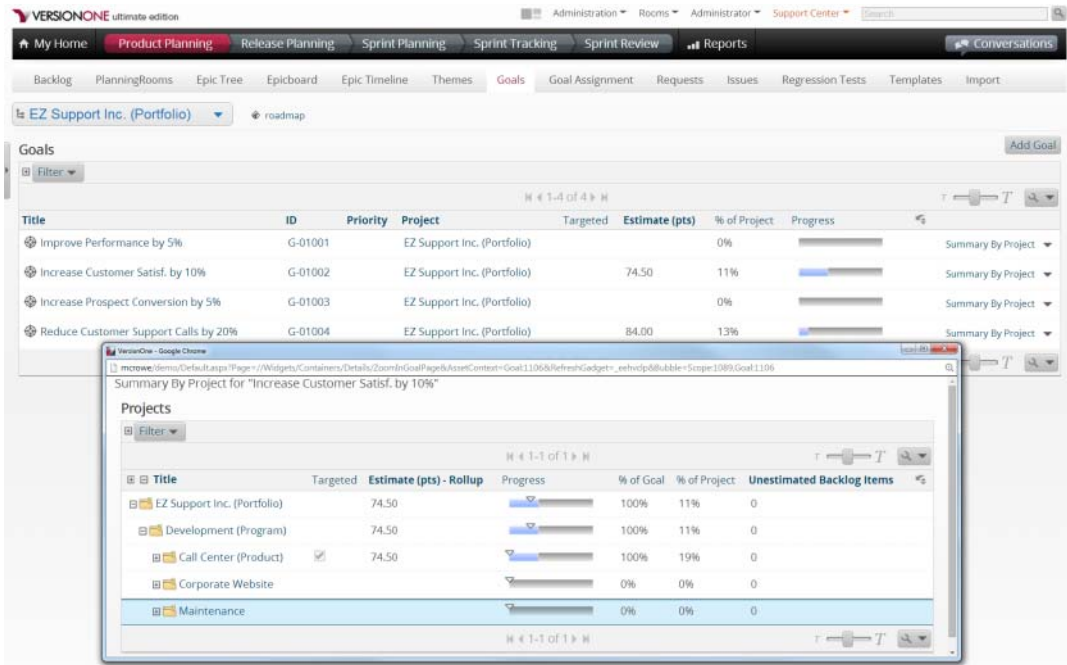 VERSIONONE ultimate edition Administration Rooms Administrator Support Center Search
My Home Product Planning Release Planning Sprint Planning Sprint Tracking Sprint Review Reports Conversations
Backlog PlanningRooms Epic Tree Epicboard Epic Timeline Themes Goals Goal Assignment Requests Issues Regression Tests Templates Import
EZ Support Inc. (Portfolio) roadmap
Goals Add Goal
Filter
1-4 of 4 T T
Title ID Priority Project Targeted Estimate (pts) % of Project Progress
Improve Performance by 5% G-01001 EZ Support Inc. (Portfolio) 0% Summary By Project
Increase Customer Satisf. by 10% G-01002 EZ Support Inc. (Portfolio) 74.50 11% Summary By Project
Increase Prospect Conversion by 5% G-01003 EZ Support Inc. (Portfolio) 0% Summary By Project
Reduce Customer Support Calls by 20% G-01004 EZ Support Inc. (Portfolio) 84.00 13% Summary By Project
T
VersionOne - Google Chrome
Summary By Project for "Increase Customer Satisf. by 10%"
Projects
Filter
1-1 of 1 T T
Title Targeted Estimate (pts) - Rollup Progress % of Goal % of Project Unestimated Backlog Items
EZ Support Inc. (Portfolio) 74.50 100% 11% 0
Development (Program) 74.50 100% 11% 0
Call Center (Product) 74.50 100% 19% 0
Corporate Website 0% 0% 0
Maintenance 0% 0% 0
1-1 of 1 T T